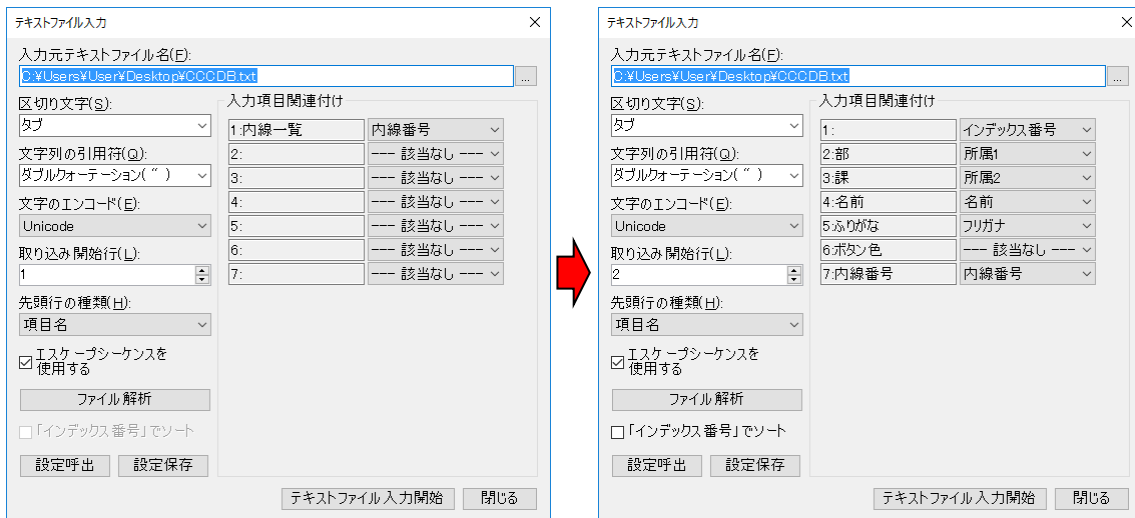 テキストファイル入力
入力元テキストファイル名(F):
C:¥Users¥User¥Desktop¥CCCDB.txt
...
区切り文字(S):
タブ
文字列の引用符(Q):
ダブルクォーテーション( ” )
文字のエンコード(E):
Unicode
取り込み開始行(L):
1
先頭行の種類(H):
項目名
エスケープシーケンスを
使用する
ファイル解析
「インデックス番号」でソート
設定呼出 設定保存
入力項目関連付け
1:内線一覧 内線番号
2: --- 該当なし ---
3: --- 該当なし ---
4: --- 該当なし ---
5: --- 該当なし ---
6: --- 該当なし ---
7: --- 該当なし ---
テキストファイル入力開始 閉じる
テキストファイル入力
入力元テキストファイル名(F):
C:¥Users¥User¥Desktop¥CCCDB.txt
...
区切り文字(S):
タブ
文字列の引用符(Q):
ダブルクォーテーション( ” )
文字のエンコード(E):
Unicode
取り込み開始行(L):
2
先頭行の種類(H):
項目名
エスケープシーケンスを
使用する
ファイル解析
「インデックス番号」でソート
設定呼出 設定保存
入力項目関連付け
1: インデックス番号
2:部 所属1
3:課 所属2
4:名前 名前
5:ふりがな フリガナ
6:ボタン色 --- 該当なし ---
7:内線番号 内線番号
テキストファイル入力開始 閉じる